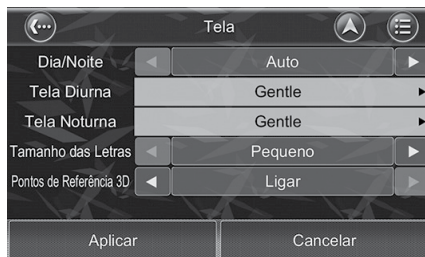 Tela
Dia/Noite Auto
Tela Diurna Gentle
Tela Noturna Gentle
Tamanho das Letras Pequeno
Pontos de Referência 3D Ligar
Aplicar Cancelar